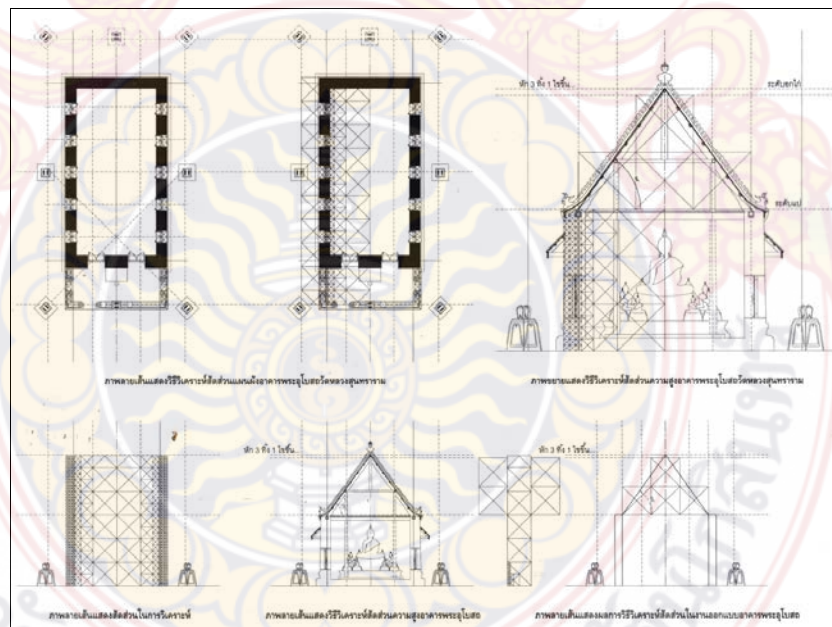 หัก 3 ทิ้ง 1 ไขขึ้น...
ระดับอกไก่
ระดับแป
ภาพลายเส้นแสดงวิธีวิเคราะห์สัดส่วนแผนผังอาคารพระอุโบสถวัดหลวงสุนทราราม
ภาพขยายแสดงวิธีวิเคราะห์สัดส่วนความสูงอาคารพระอุโบสถวัดหลวงสุนทราราม
หัก 3 ทิ้ง 1 ไขขึ้น...
หัก 3 ทิ้ง 1 ไขขึ้น...
ภาพลายเส้นแสดงสัดส่วนในการวิเคราะห์
ภาพลายเส้นแสดงวิธีวิเคราะห์สัดส่วนความสูงอาคารพระอุโบสถ
ภาพลายเส้นแสดงผลการวิธีวิเคราะห์สัดส่วนในงานออกแบบอาคารพระอุโบสถ